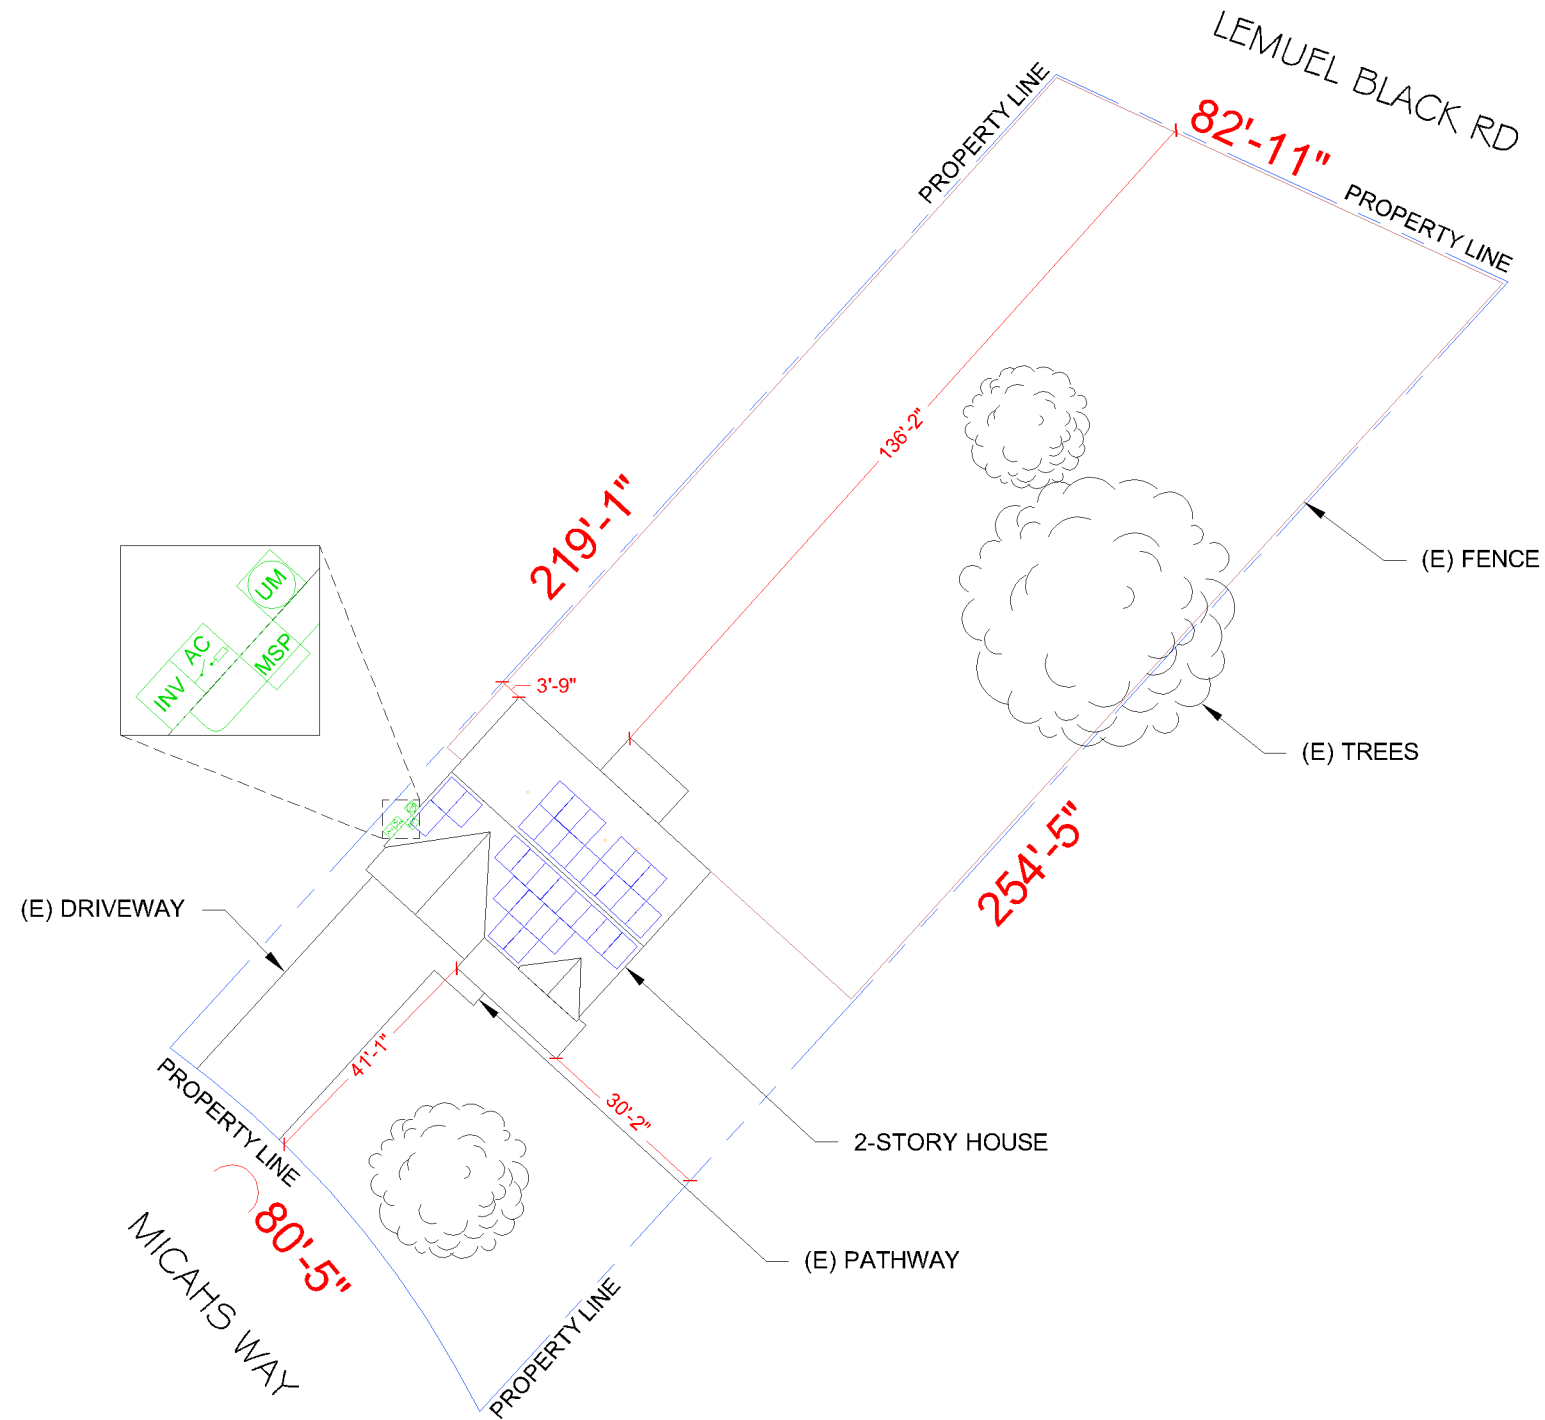 LEMUEL BLACK RD
PROPERTY LINE
82'-11"
PROPERTY LINE
136'-2"
219'-1"
(E) FENCE
UM
AC
MSP
INV
3'-9"
(E) TREES
254'-5"
(E) DRIVEWAY
41'-1"
30'-2"
PROPERTY LINE
2-STORY HOUSE
80'-5"
(E) PATHWAY
MICAHS WAY
PROPERTY LINE